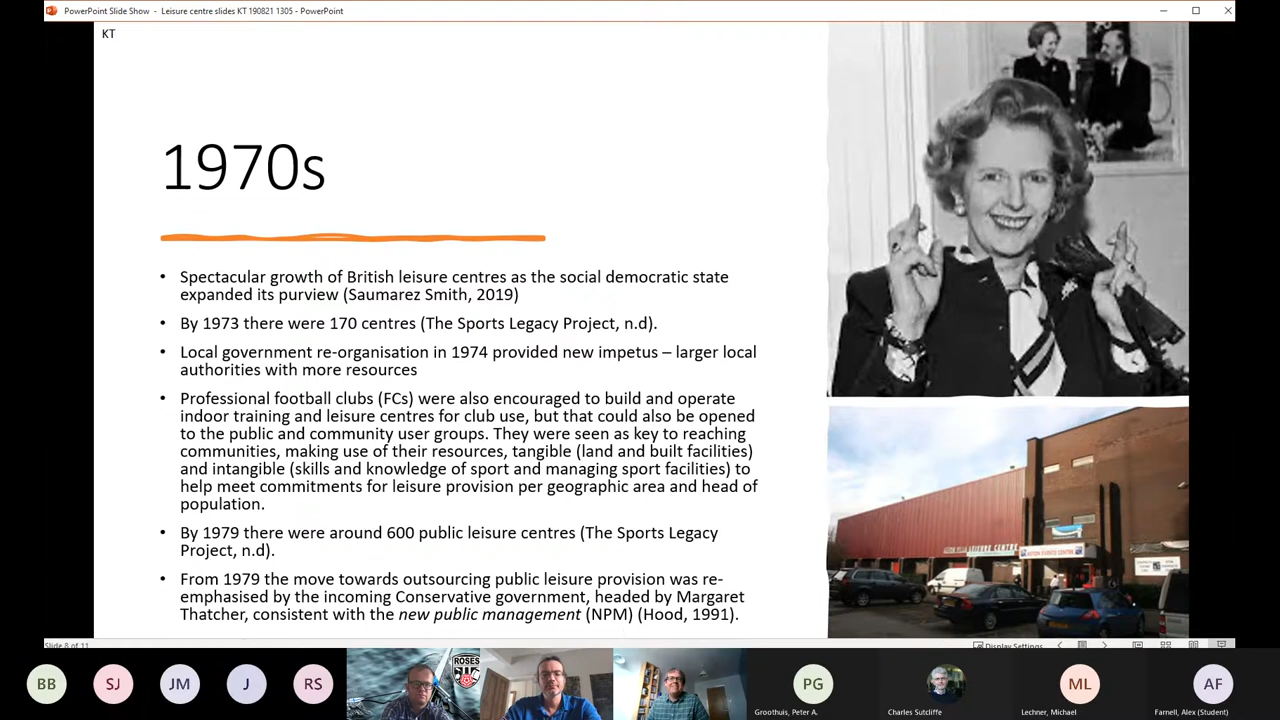 PowerPoint Slide Show - Leisure centre slides KT 190821 1305 - PowerPoint
KT
1970s
• Spectacular growth of British leisure centres as the social democratic state
expanded its purview (Saumarez Smith, 2019)
• By 1973 there were 170 centres (The Sports Legacy Project, n.d).
• Local government re-organisation in 1974 provided new impetus – larger local
authorities with more resources
• Professional football clubs (FCs) were also encouraged to build and operate
indoor training and leisure centres for club use, but that could also be opened
to the public and community user groups. They were seen as key to reaching
communities, making use of their resources, tangible (land and built facilities)
and intangible (skills and knowledge of sport and managing sport facilities) to
help meet commitments for leisure provision per geographic area and head of
population.
• By 1979 there were around 600 public leisure centres (The Sports Legacy
Project, n.d).
• From 1979 the move towards outsourcing public leisure provision was re-
emphasised by the incoming Conservative government, headed by Margaret
Thatcher, consistent with the new public management (NPM) (Hood, 1991).
LEISURE CENTRE
ASTON EVENTS CENTRE
Slide 8 of 11
Display Settings
BB
SJ
JM
J
RS
ROSES
PG
ML
AF
Groothuis, Peter A.
Charles Sutcliffe
Lechner, Michael
Farnell, Alex (Student)